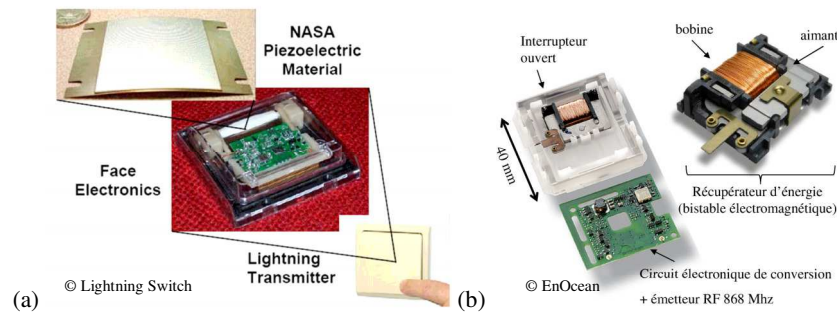 NASA
Piezoelectric
Material
Face
Electronics
Lightning
Transmitter
(a)
© Lightning Switch
Interrupteur
ouvert
bobine
aimant
40 mm
Récupérateur d'énergie
(bistable électromagnétique)
Circuit électronique de conversion
+ émetteur RF 868 Mhz
(b)
© EnOcean